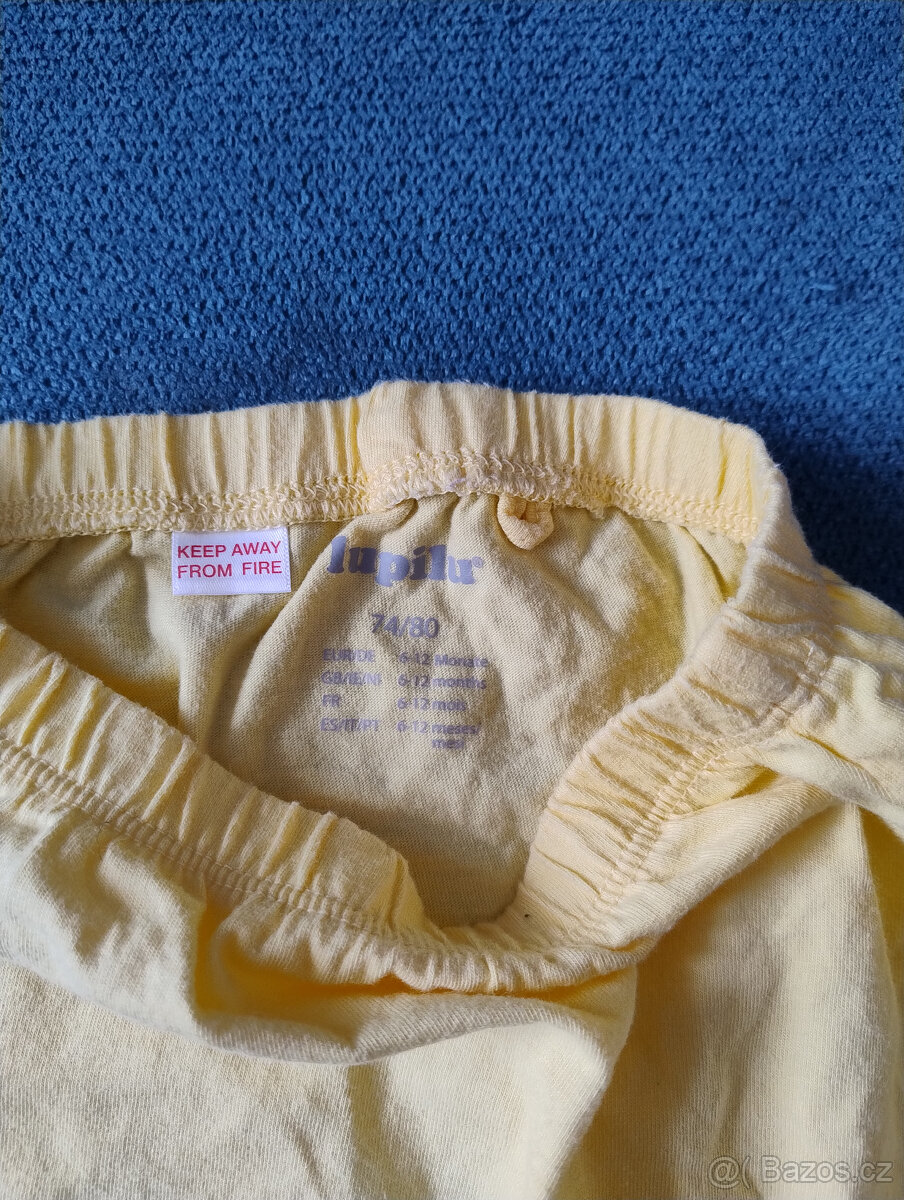 KEEP AWAY
FROM FIRE
lupilu
74/80
EUR/DE 6-12 Monate
GB/IE/NI 6-12 months
FR 6-12 mois
ES/IT/PT 6-12 meses/
mesi
@( Bazos.cz